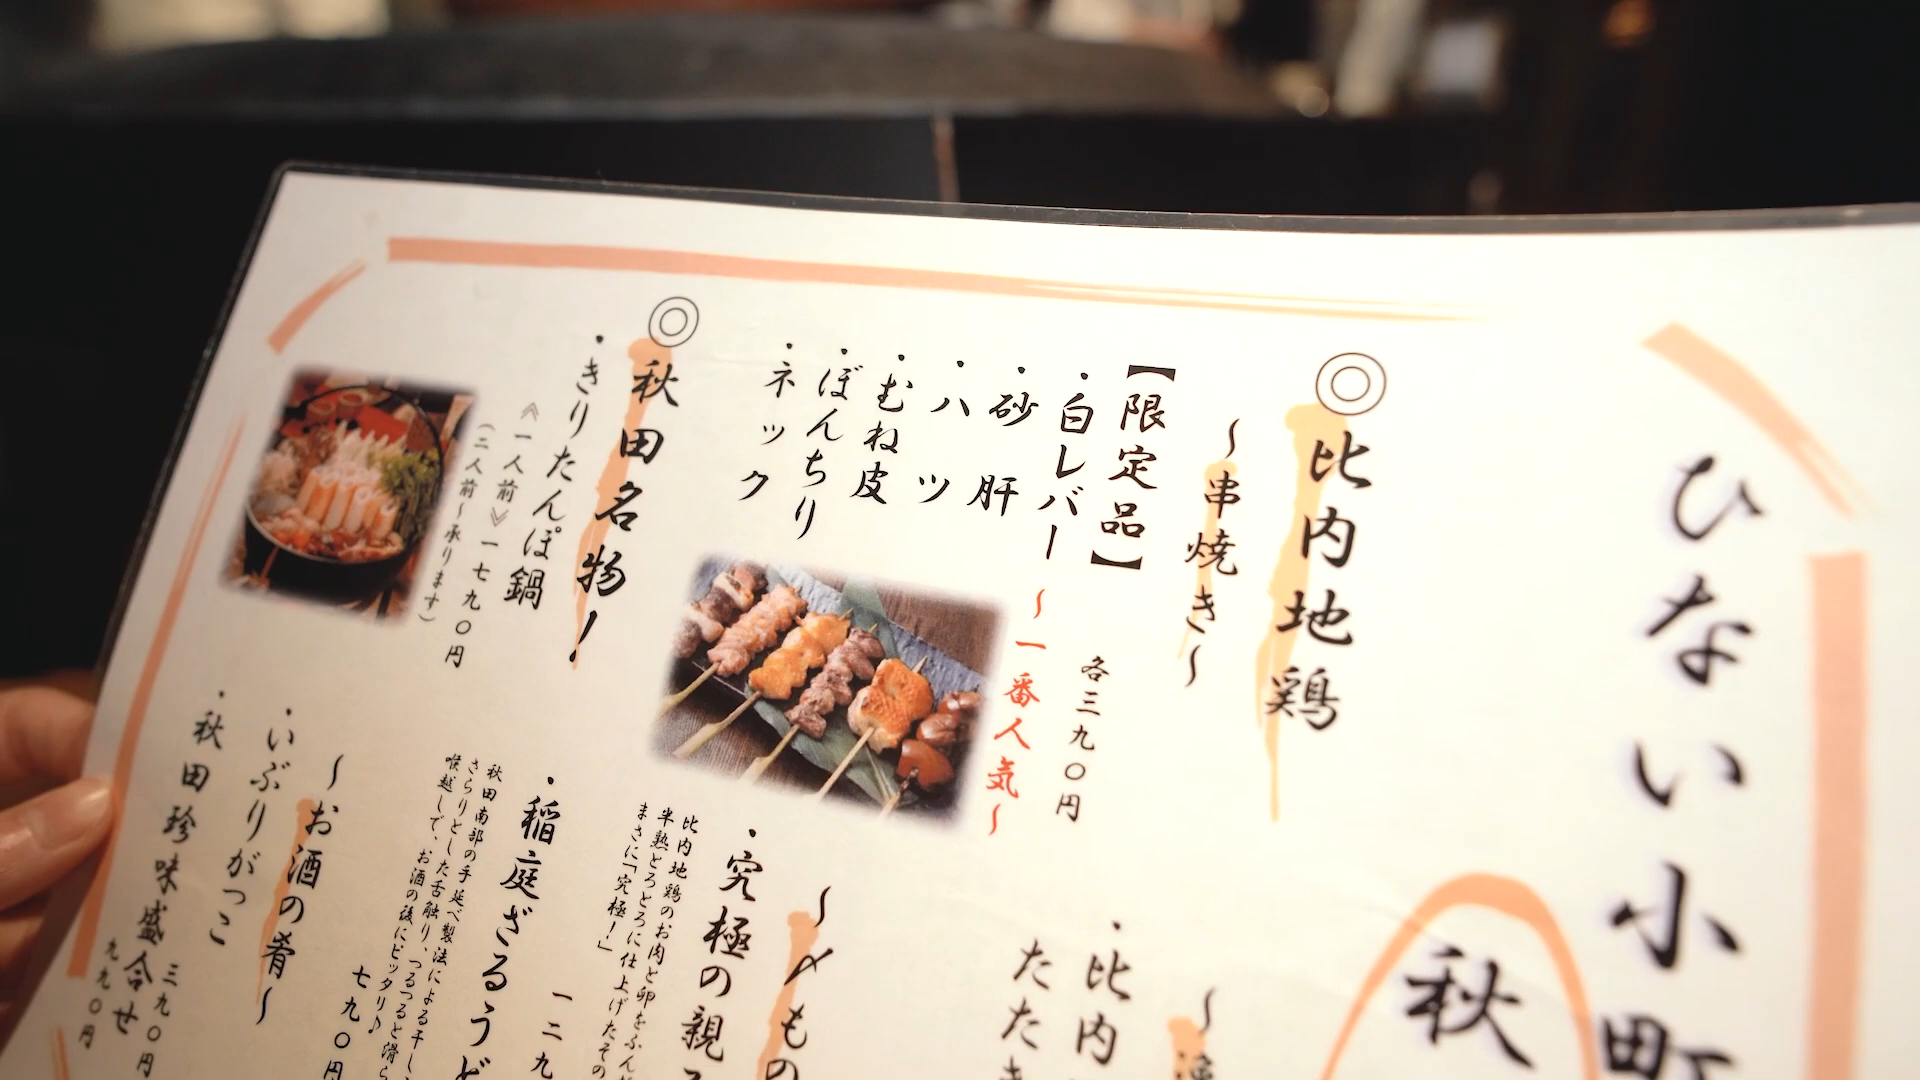 ひない小町
秋
◎比内地鶏
～串焼き～
【限定品】
・白レバー ～一番人気～
・砂肝
・ハツ
・むね皮
・ぼんちり
・ネック
各三九〇円
・比内
たたき
◎秋田名物！
・きりたんぽ鍋
≪一人前≫一七九〇円
(二人前～承ります)
～〆もの
・究極の親
比内地鶏のお肉と卵をふんだ
半熟とろとろに仕上げたその
まさに「究極！」
一二九
・稲庭ざるうど
秋田南部の手延べ製法による干し
さらりとした舌触り、つるつると滑ら
喉越しで、お酒の後にピッタリ♪
七九〇円
～お酒の肴～
・いぶりがっこ
三九〇円
・秋田珍味盛合せ
九九〇円